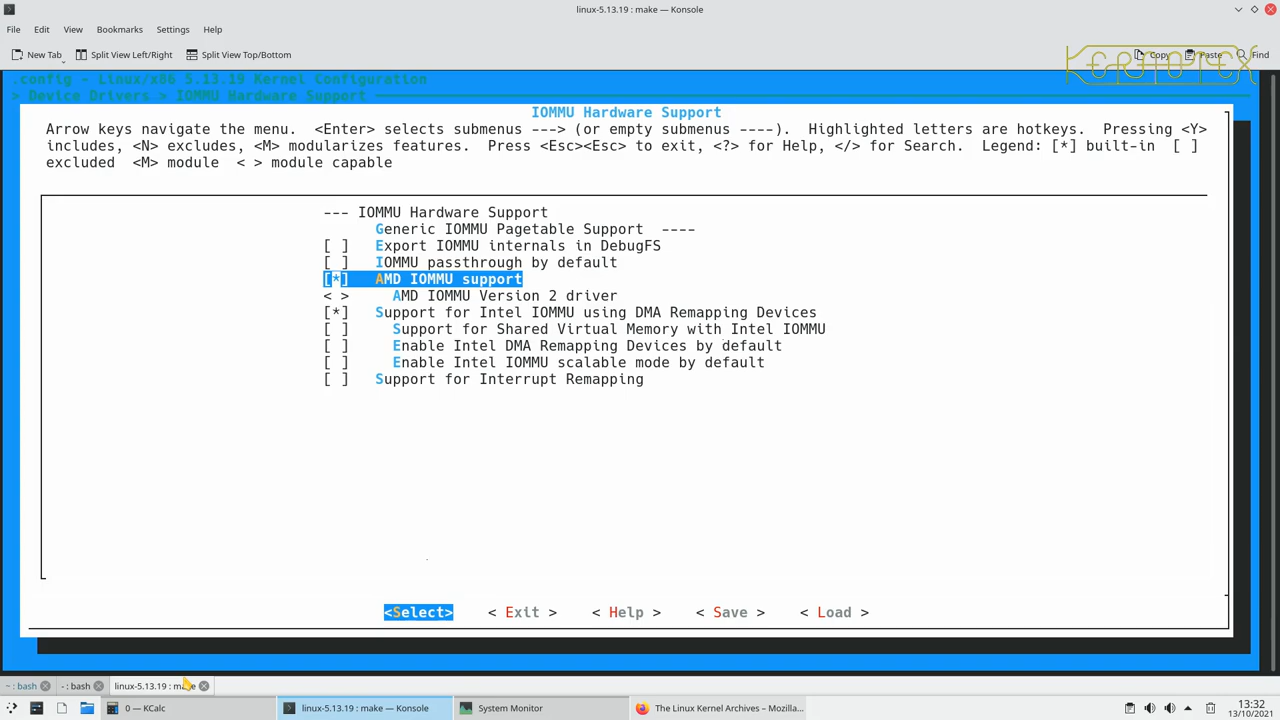 linux-5.13.19 : make — Konsole
File Edit View Bookmarks Settings Help
New Tab Split View Left/Right Split View Top/Bottom Copy Paste Find
KERNOTEX
.config - Linux/x86 5.13.19 Kernel Configuration
> Device Drivers > IOMMU Hardware Support
IOMMU Hardware Support
Arrow keys navigate the menu. <Enter> selects submenus ---> (or empty submenus ----). Highlighted letters are hotkeys. Pressing <Y>
includes, <N> excludes, <M> modularizes features. Press <Esc><Esc> to exit, <?> for Help, </> for Search. Legend: [*] built-in [ ]
excluded <M> module < > module capable
--- IOMMU Hardware Support
Generic IOMMU Pagetable Support ----
[ ] Export IOMMU internals in DebugFS
[ ] IOMMU passthrough by default
[*] AMD IOMMU support
< > AMD IOMMU Version 2 driver
[*] Support for Intel IOMMU using DMA Remapping Devices
[ ] Support for Shared Virtual Memory with Intel IOMMU
[ ] Enable Intel DMA Remapping Devices by default
[ ] Enable Intel IOMMU scalable mode by default
[ ] Support for Interrupt Remapping
<Select> < Exit > < Help > < Save > < Load >
~ : bash - : bash linux-5.13.19 : make
0 — KCalc linux-5.13.19 : make — Konsole System Monitor The Linux Kernel Archives – Mozilla... 13:32
13/10/2021